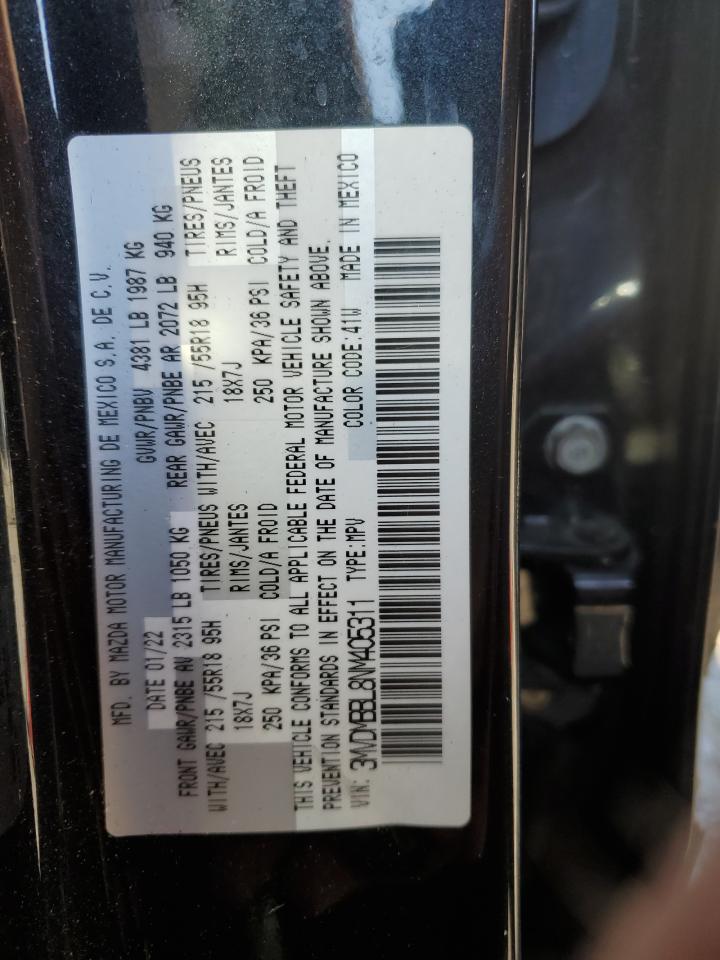 MFD. BY MAZDA MOTOR MANUFACTURING DE MEXICO S.A. DE C.V.
DATE 01/22 GVWR/PNBV 4381 LB 1987 KG
FRONT GAWR/PNBE AV 2315 LB 1050 KG REAR GAWR/PNBE AR 2072 LB 940 KG
WITH/AVEC 215 /55R18 95H TIRES/PNEUS WITH/AVEC 215 /55R18 95H TIRES/PNEUS
18X7J RIMS/JANTES 18X7J RIMS/JANTES
250 KPA/36 PSI COLD/A FROID 250 KPA/36 PSI COLD/A FROID
THIS VEHICLE CONFORMS TO ALL APPLICABLE FEDERAL MOTOR VEHICLE SAFETY AND THEFT
PREVENTION STANDARDS IN EFFECT ON THE DATE OF MANUFACTURE SHOWN ABOVE.
VIN: 3MVDMBBL8NM405311 TYPE:MPV COLOR CODE:41W MADE IN MEXICO